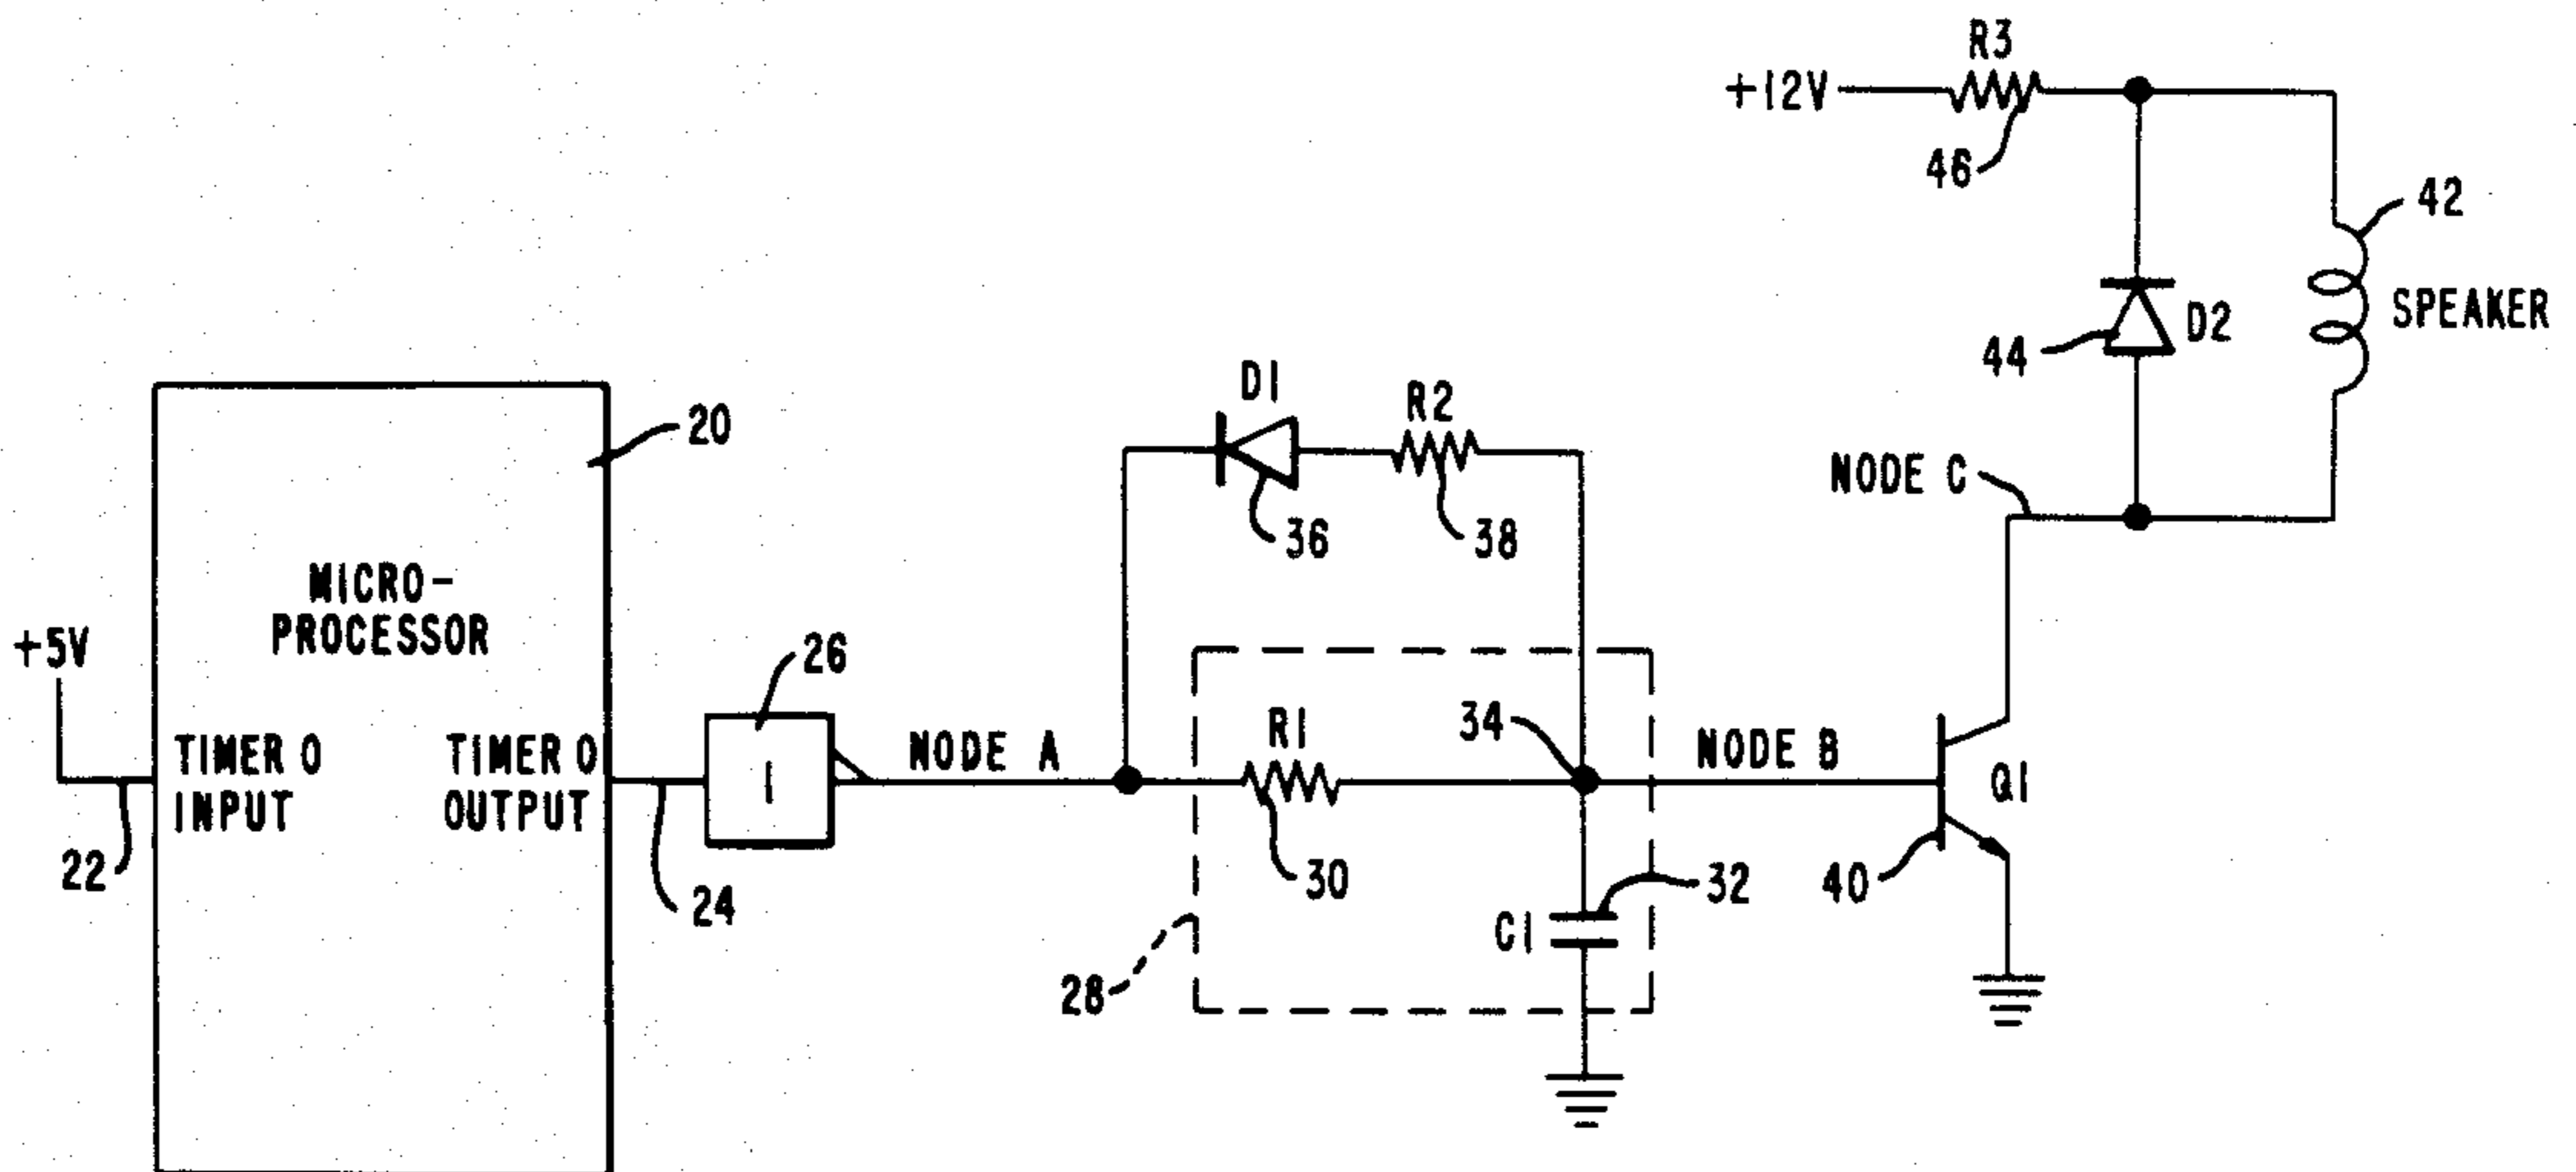 R3
+12V
46
42
SPEAKER
D2
44
NODE C
D1
R2
36
38
20
MICRO-
PROCESSOR
+5V
26
TIMER 0
INPUT
TIMER 0
OUTPUT
22
24
I
NODE A
R1
30
34
NODE B
Q1
40
32
C1
28